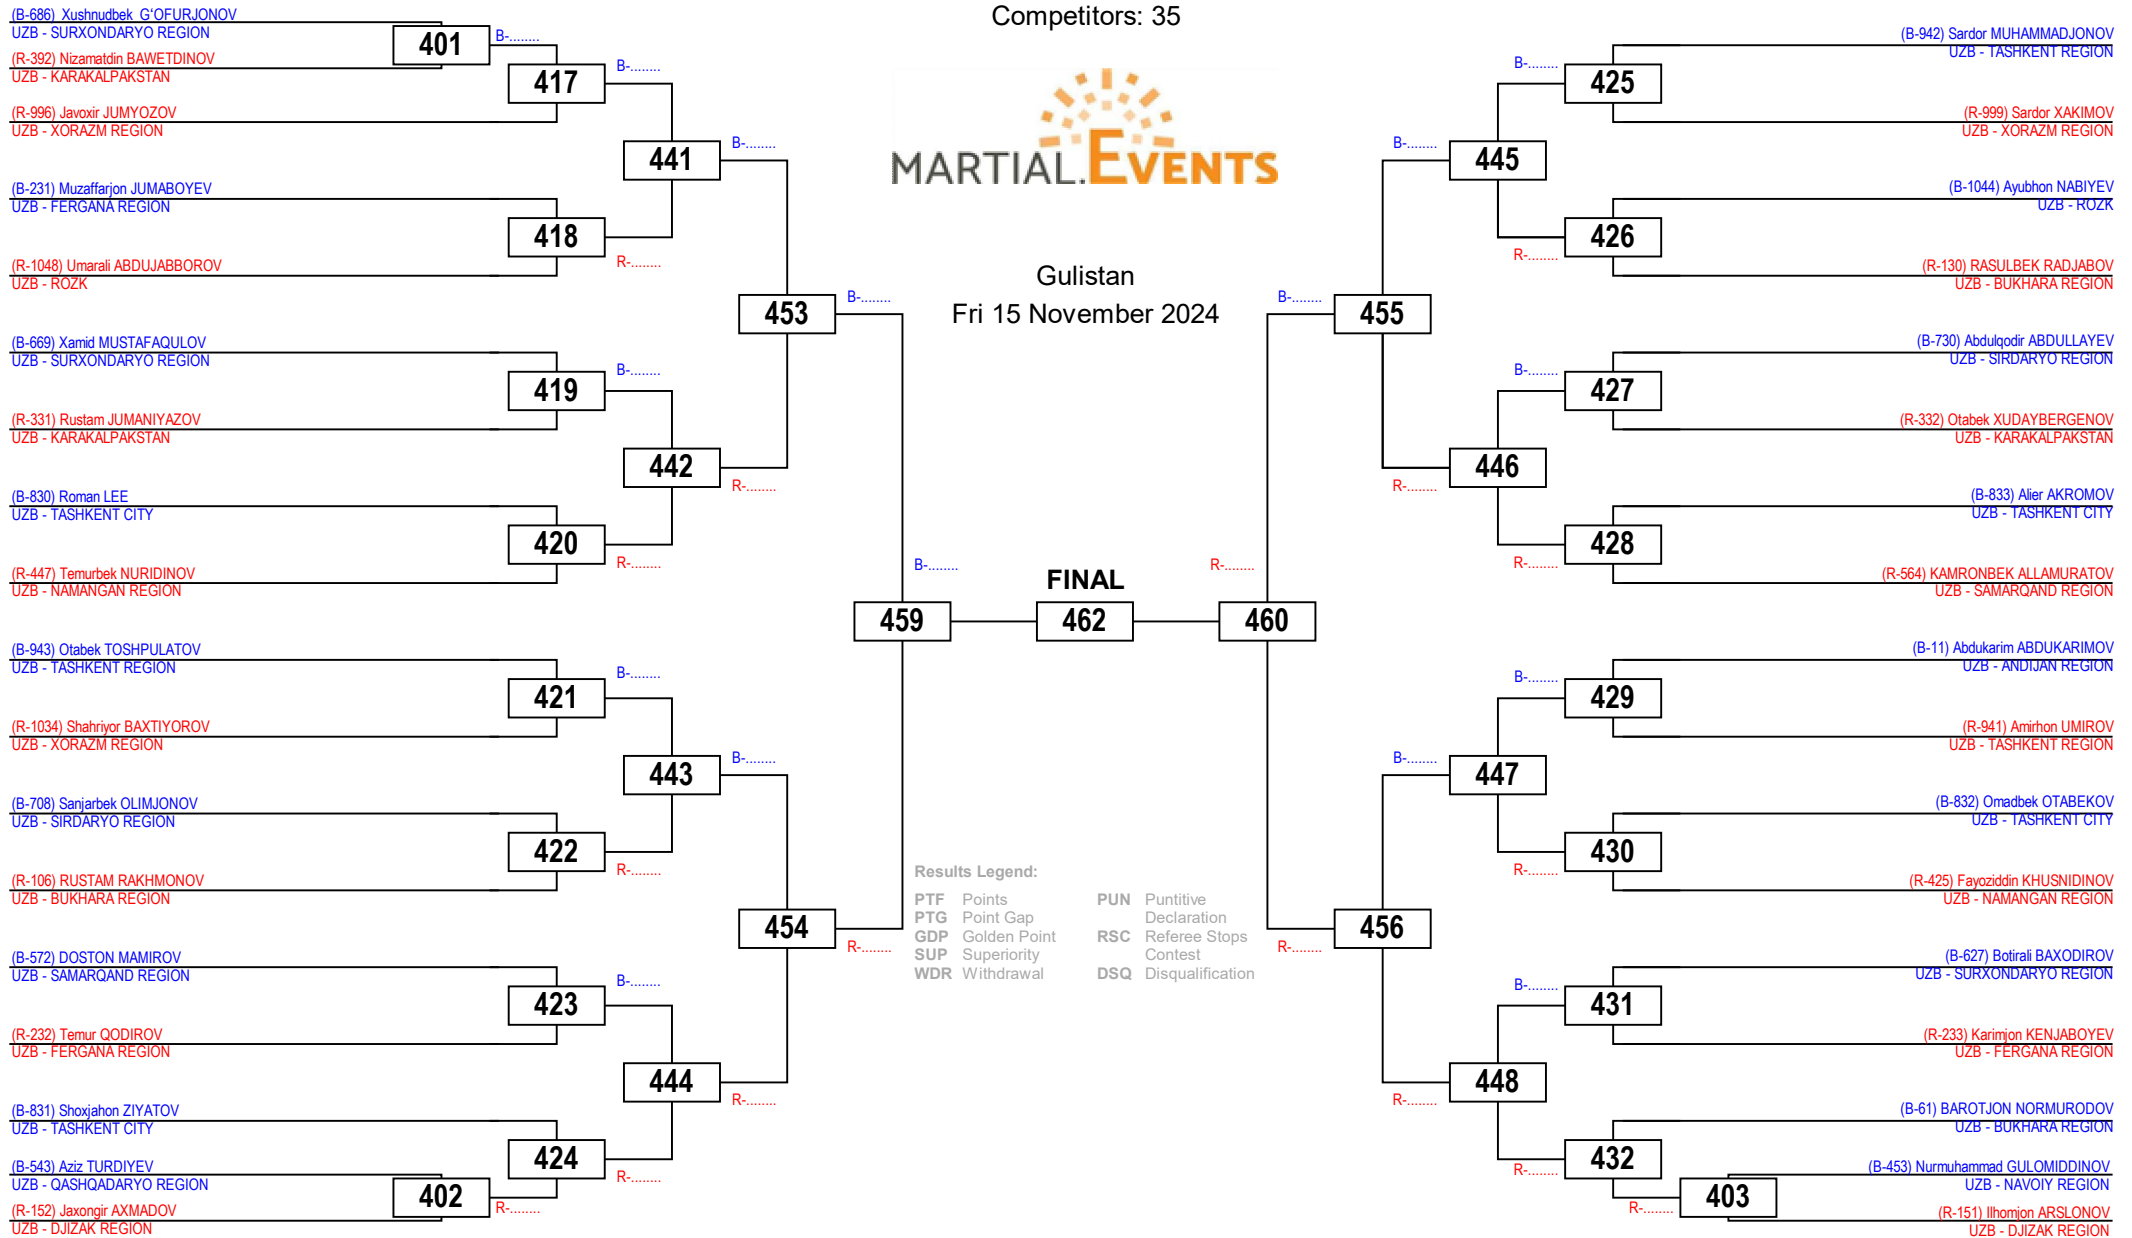 Competitors: 35
MARTIAL.EVENTS
Gulistan
Fri 15 November 2024
(B-686) Xushnudbek G'OFURJONOV
UZB - SURXONDARYO REGION
401
B-........
(R-392) Nizamatdin BAWETDINOV
UZB - KARAKALPAKSTAN
417
B-........
(R-996) Javoxir JUMYOZOV
UZB - XORAZM REGION
441
B-........
(B-231) Muzaffarjon JUMABOYEV
UZB - FERGANA REGION
418
R-........
(R-1048) Umarali ABDUJABBOROV
UZB - ROZK
453
B-........
(B-669) Xamid MUSTAFAQULOV
UZB - SURXONDARYO REGION
419
B-........
(R-331) Rustam JUMANIYAZOV
UZB - KARAKALPAKSTAN
442
R-........
(B-830) Roman LEE
UZB - TASHKENT CITY
420
R-........
(R-447) Temurbek NURIDINOV
UZB - NAMANGAN REGION
B-........
459
(B-943) Otabek TOSHPULATOV
UZB - TASHKENT REGION
421
B-........
(R-1034) Shahriyor BAXTIYOROV
UZB - XORAZM REGION
443
B-........
(B-708) Sanjarbek OLIMJONOV
UZB - SIRDARYO REGION
422
R-........
(R-106) RUSTAM RAKHMONOV
UZB - BUKHARA REGION
454
R-........
(B-572) DOSTON MAMIROV
UZB - SAMARQAND REGION
423
B-........
(R-232) Temur QODIROV
UZB - FERGANA REGION
444
R-........
(B-831) Shoxjahon ZIYATOV
UZB - TASHKENT CITY
424
R-........
(B-543) Aziz TURDIYEV
UZB - QASHQADARYO REGION
402
R-........
(R-152) Jaxongir AXMADOV
UZB - DJIZAK REGION
FINAL
462
Results Legend:
PTF Points
PTG Point Gap
GDP Golden Point
SUP Superiority
WDR Withdrawal
PUN Puntitive
Declaration
RSC Referee Stops
Contest
DSQ Disqualification
(B-942) Sardor MUHAMMADJONOV
UZB - TASHKENT REGION
B-........
425
(R-999) Sardor XAKIMOV
UZB - XORAZM REGION
B-........
445
(B-1044) Ayubhon NABIYEV
UZB - ROZK
426
R-........
(R-130) RASULBEK RADJABOV
UZB - BUKHARA REGION
B-........
455
(B-730) Abdulqodir ABDULLAYEV
UZB - SIRDARYO REGION
B-........
427
(R-332) Otabek XUDAYBERGENOV
UZB - KARAKALPAKSTAN
446
R-........
(B-833) Alier AKROMOV
UZB - TASHKENT CITY
428
R-........
(R-564) KAMRONBEK ALLAMURATOV
UZB - SAMARQAND REGION
R-........
460
(B-11) Abdukarim ABDUKARIMOV
UZB - ANDIJAN REGION
B-........
429
(R-941) Amirhon UMIROV
UZB - TASHKENT REGION
B-........
447
(B-832) Omadbek OTABEKOV
UZB - TASHKENT CITY
430
R-........
(R-425) Fayoziddin KHUSNIDINOV
UZB - NAMANGAN REGION
456
R-........
(B-627) Botirali BAXODIROV
UZB - SURXONDARYO REGION
B-........
431
(R-233) Karimjon KENJABOYEV
UZB - FERGANA REGION
448
R-........
(B-61) BAROTJON NORMURODOV
UZB - BUKHARA REGION
432
R-........
(B-453) Nurmuhammad GULOMIDDINOV
UZB - NAVOIY REGION
403
R-........
(R-151) Ilhomjon ARSLONOV
UZB - DJIZAK REGION